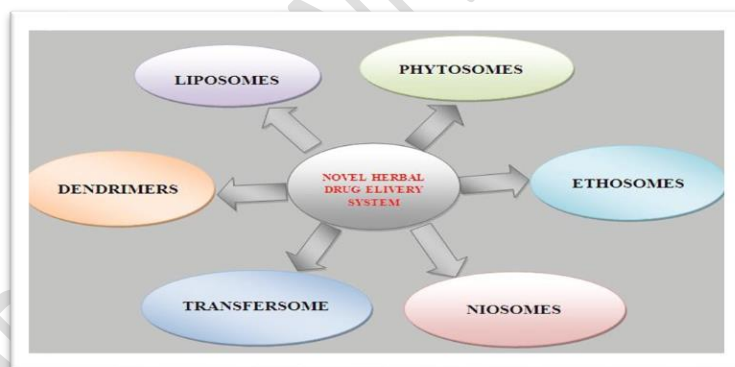 LIPOSOMES
PHYTOSOMES
DENDRIMERS
NOVEL HERBAL
DRUG ELIVERY
SYSTEM
ETHOSOMES
TRANSFERSOME
NIOSOMES